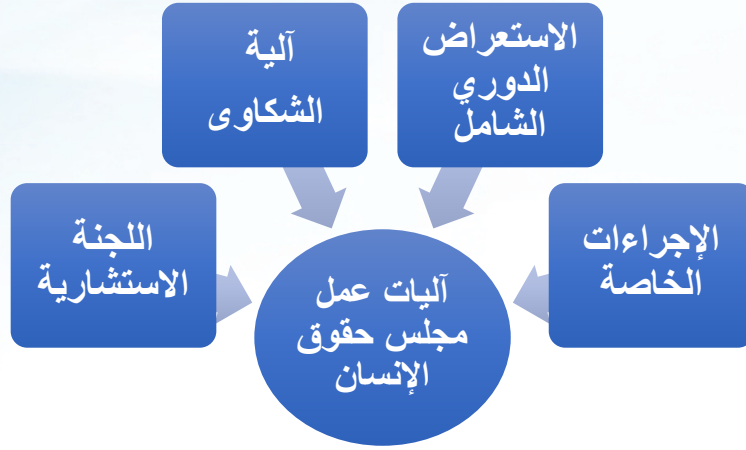 الاستعراض
الدوري
الشامل
آلية
الشكاوى
الإجراءات
الخاصة
اللجنة
الاستشارية
آليات عمل
مجلس حقوق
الإنسان